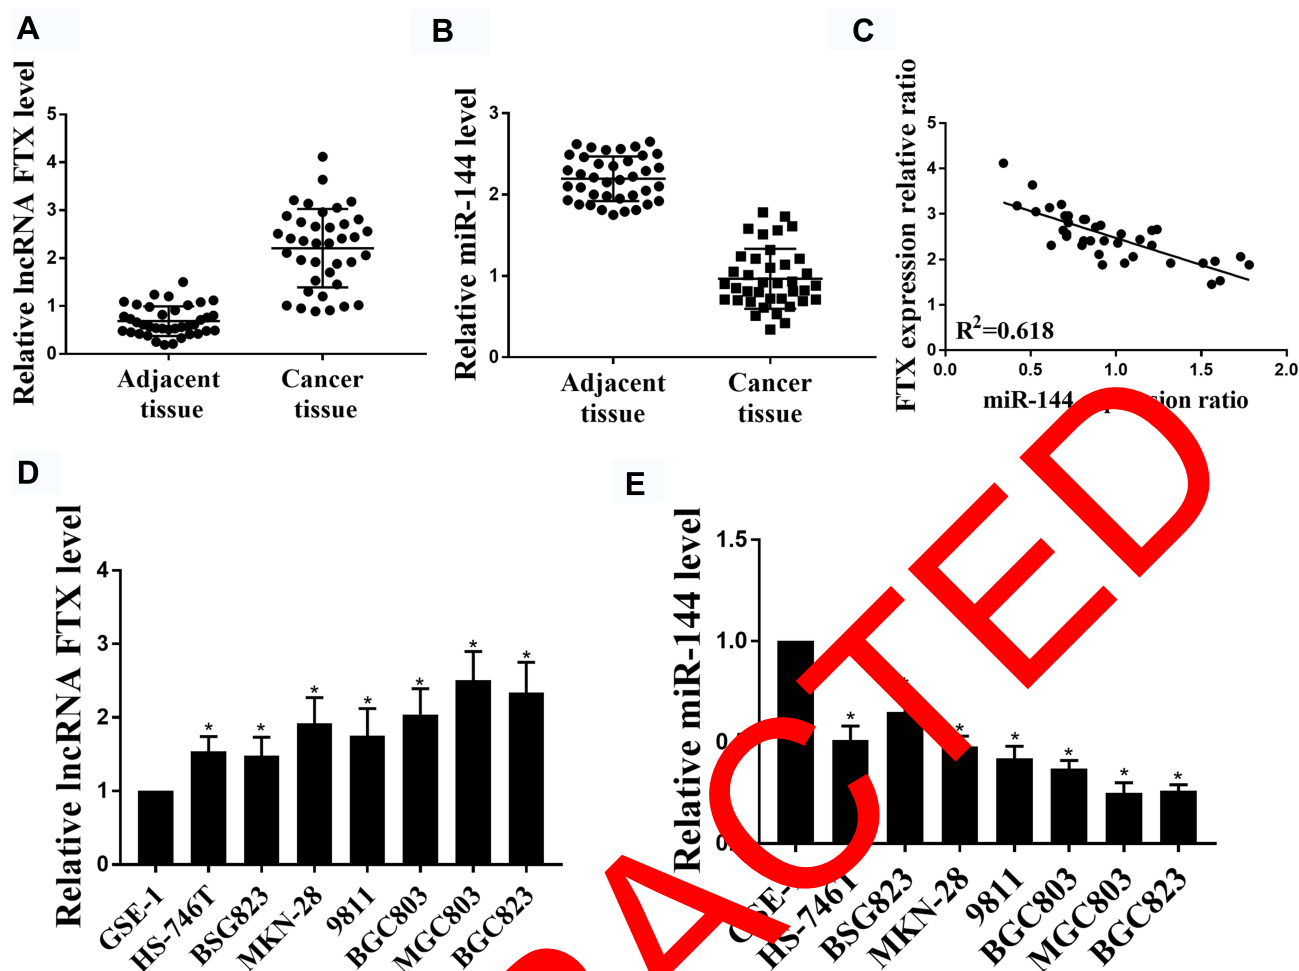 A
Relative lncRNA FTX level
5
4
3
2
1
0
Adjacent tissue
Cancer tissue
B
Relative miR-144 level
3
2
1
0
Adjacent tissue
Cancer tissue
C
FTX expression relative ratio
5
4
3
2
1
0
R²=0.618
0.0 0.5 1.0 1.5 2.0
miR-144 ratio
D
Relative lncRNA FTX level
4
3
2
1
0
* * * * * * *
GSE-1 HS-746T BSG823 MKN-28 9811 BGC803 MGC803 BGC823
E
Relative miR-144 level
1.5
1.0
* * * * * *
HS-746T BSG823 MKN-28 9811 BGC803 MGC803 BGC823
ACTED